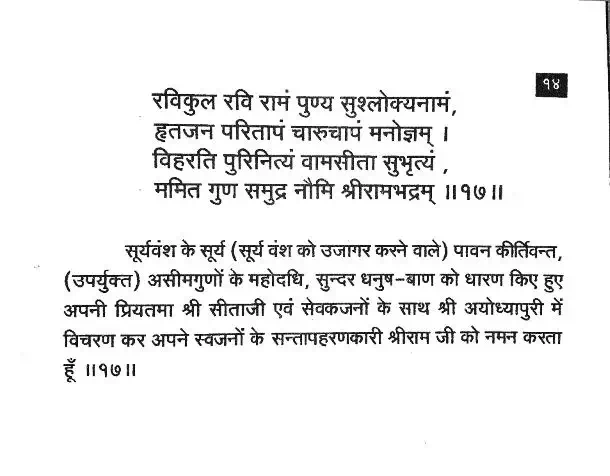 १४
रविकुल रवि रामं पुण्य सुश्लोक्यनामं,
हृतजन परितापं चारुचापं मनोज्ञम् ।
विहरति पुरिनित्यं वामसीता सुभृत्यं ,
ममित गुण समुद्र नौमि श्रीरामभद्रम् ॥१७॥
सूर्यवंश के सूर्य (सूर्य वंश को उजागर करने वाले) पावन कीर्तिवन्त,
(उपर्युक्त) असीमगुणों के महोदधि, सुन्दर धनुष-बाण को धारण किए हुए
अपनी प्रियतमा श्री सीताजी एवं सेवकजनों के साथ श्री अयोध्यापुरी में
विचरण कर अपने स्वजनों के सन्तापहरणकारी श्रीराम जी को नमन करता
हूँ ॥१७॥